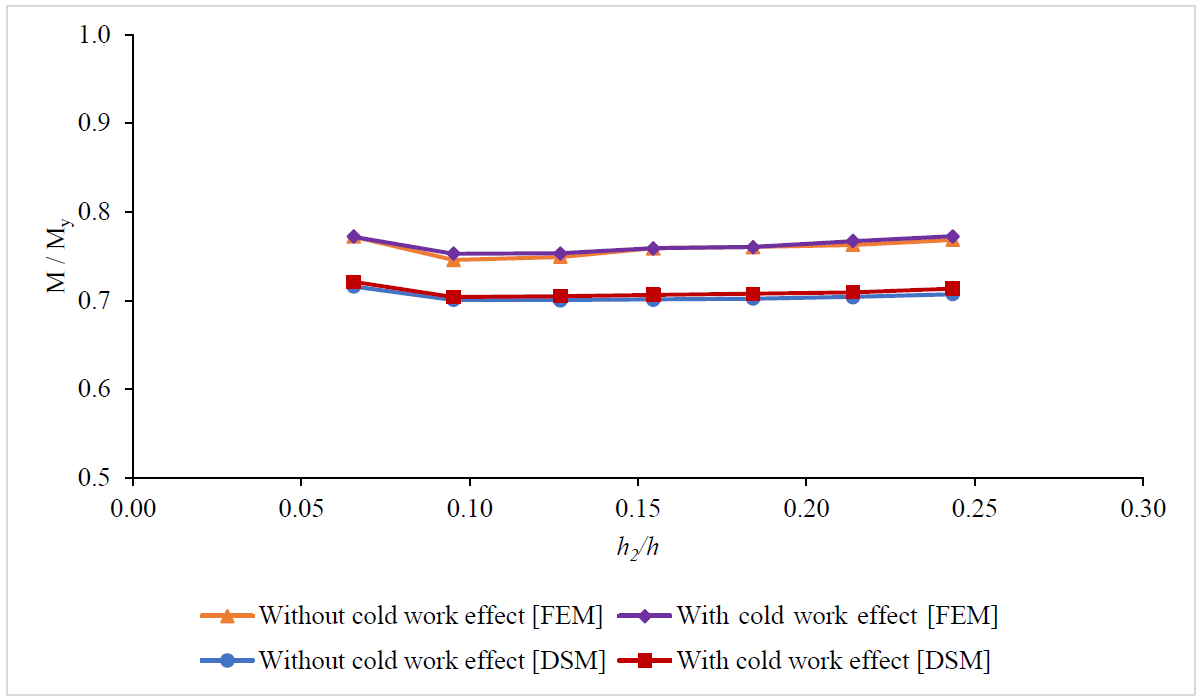 1.0
0.9
0.8
0.7
0.6
0.5
M / My
0.00 0.05 0.10 0.15 0.20 0.25 0.30
h2/h
Without cold work effect [FEM] With cold work effect [FEM]
Without cold work effect [DSM] With cold work effect [DSM]